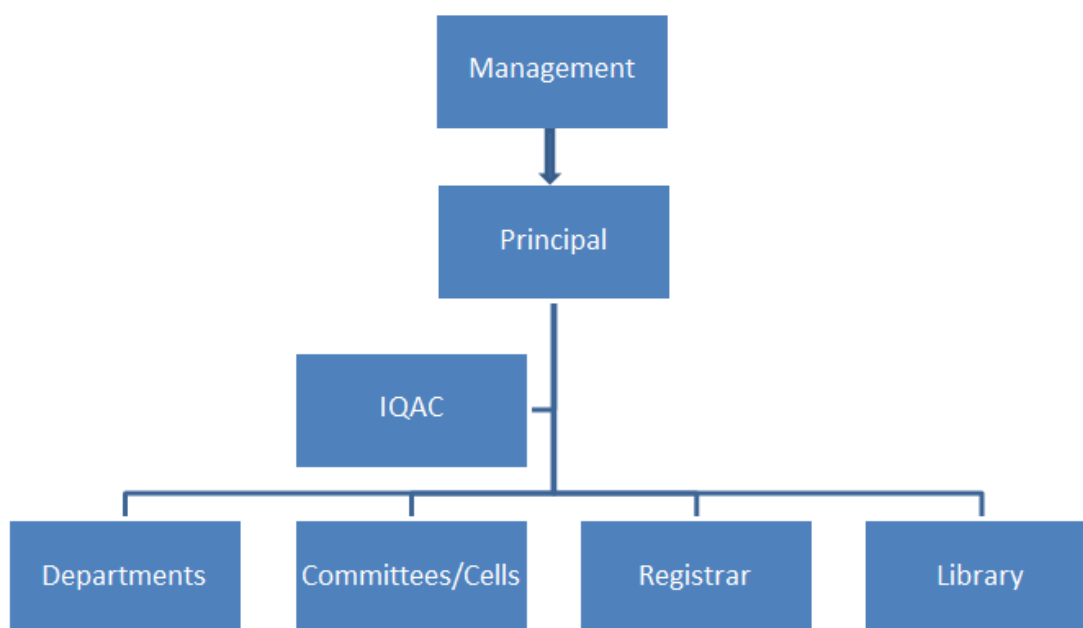 Management
Principal
IQAC
Departments
Committees/Cells
Registrar
Library